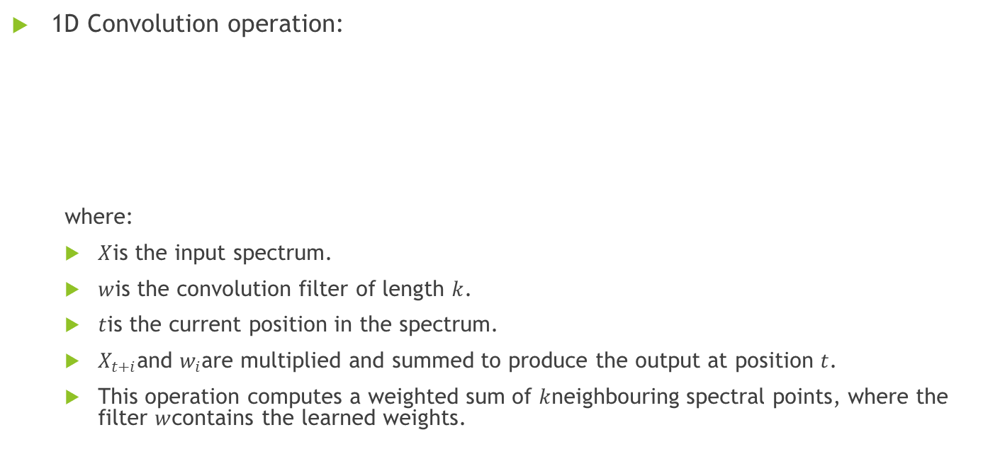 1D Convolution operation:
where:
X is the input spectrum.
w is the convolution filter of length k.
t is the current position in the spectrum.
X_{t+i} and w_i are multiplied and summed to produce the output at position t.
This operation computes a weighted sum of k neighbouring spectral points, where the
filter w contains the learned weights.